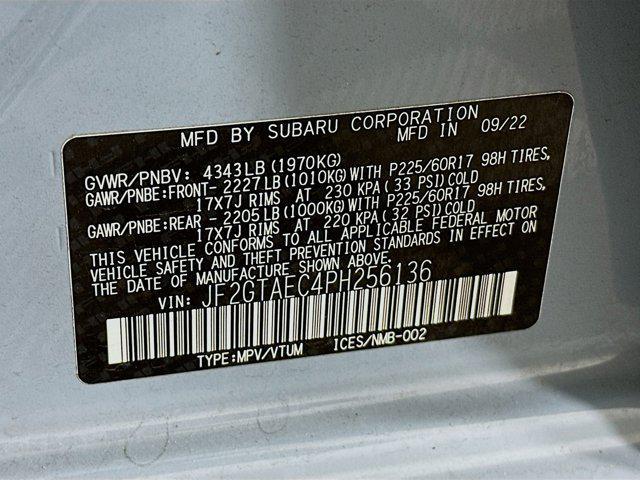 MFD BY SUBARU CORPORATION
MFD IN 09/22
GVWR/PNBV: 4343LB (1970KG)
GAWR/PNBE:FRONT- 2227LB (1010KG)WITH P225/60R17 98H TIRES,
17X7J RIMS AT 230 KPA (33 PSI)COLD
GAWR/PNBE:REAR - 2205LB (1000KG)WITH P225/60R17 98H TIRES,
17X7J RIMS AT 220 KPA (32 PSI)COLD
THIS VEHICLE CONFORMS TO ALL APPLICABLE FEDERAL MOTOR
VEHICLE SAFETY AND THEFT PREVENTION STANDARDS IN EFFECT ON
THE DATE OF MANUFACTURE SHOWN ABOVE.
VIN: JF2GTAEC4PH256136
TYPE:MPV/VTUM ICES/NMB-002